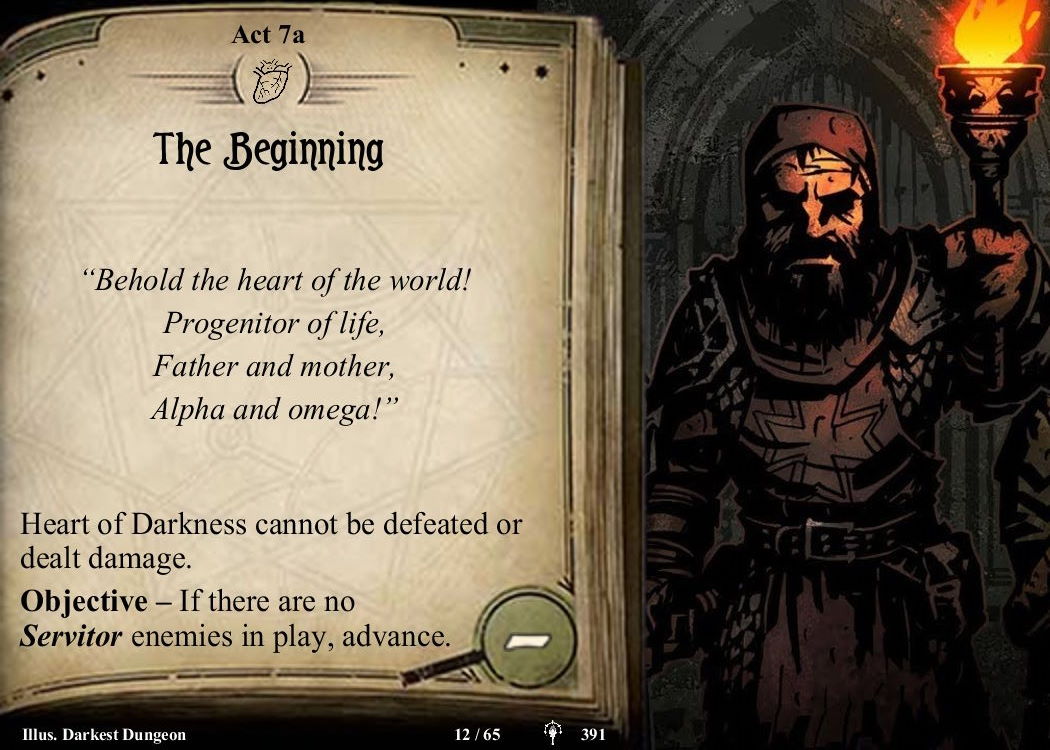 Act 7a
The Beginning
“Behold the heart of the world!
Progenitor of life,
Father and mother,
Alpha and omega!”
Heart of Darkness cannot be defeated or
dealt damage.
Objective – If there are no
Servitor enemies in play, advance.
–
Illus. Darkest Dungeon
12 / 65
391